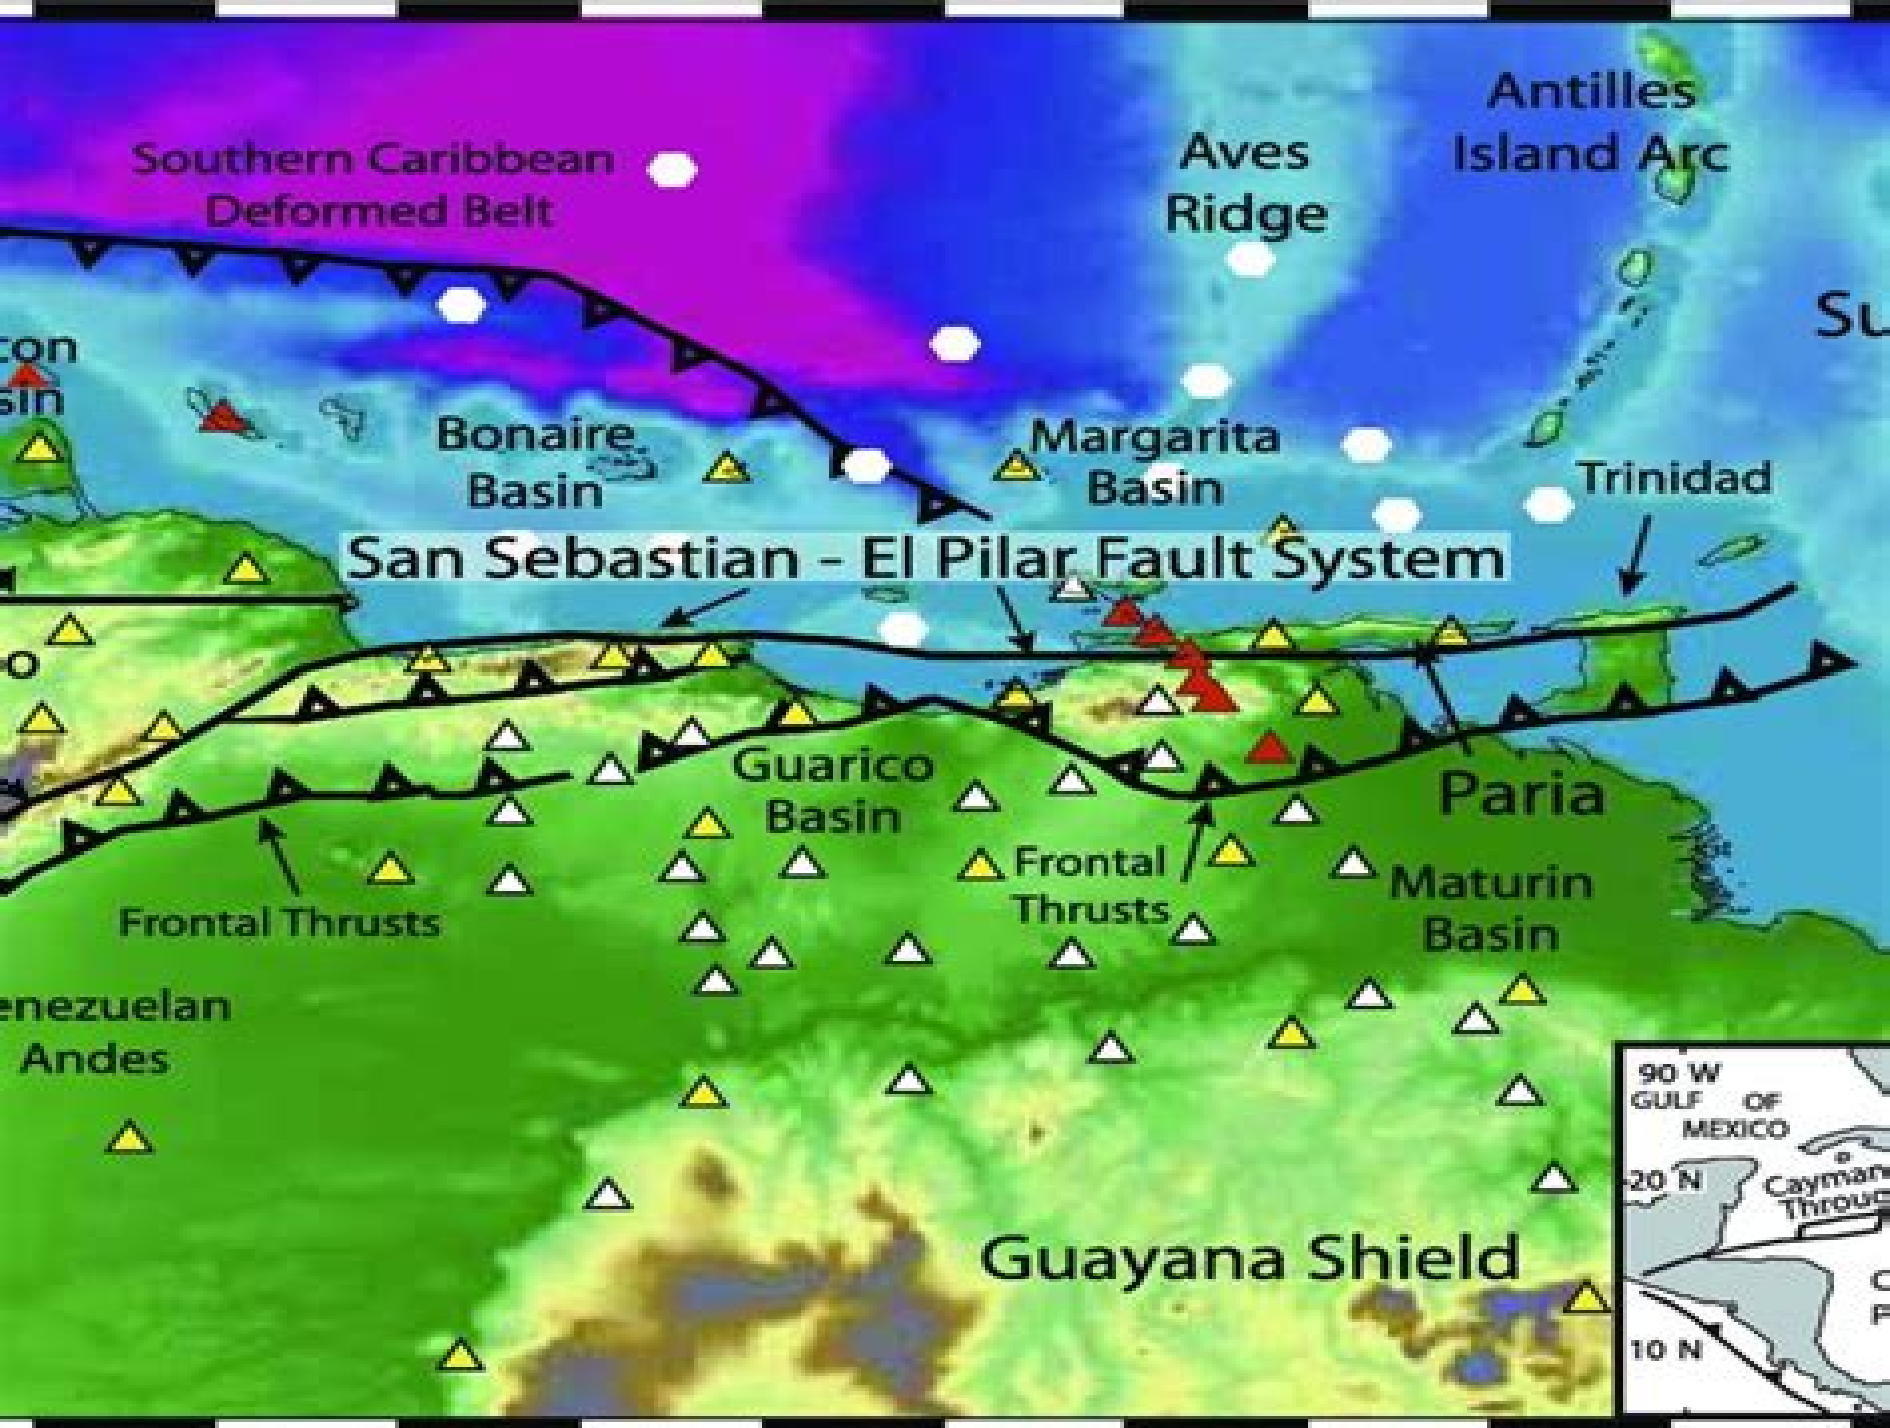 Southern Caribbean
Deformed Belt
Aves
Ridge
Antilles
Island Arc
Su
con
sin
Bonaire
Basin
Margarita
Basin
Trinidad
San Sebastian - El Pilar Fault System
o
Guarico
Basin
Paria
Frontal
Thrusts
Maturin
Basin
Frontal Thrusts
enezuelan
Andes
Guayana Shield
90 W
GULF OF
MEXICO
20 N
Cayman
Throug
10 N